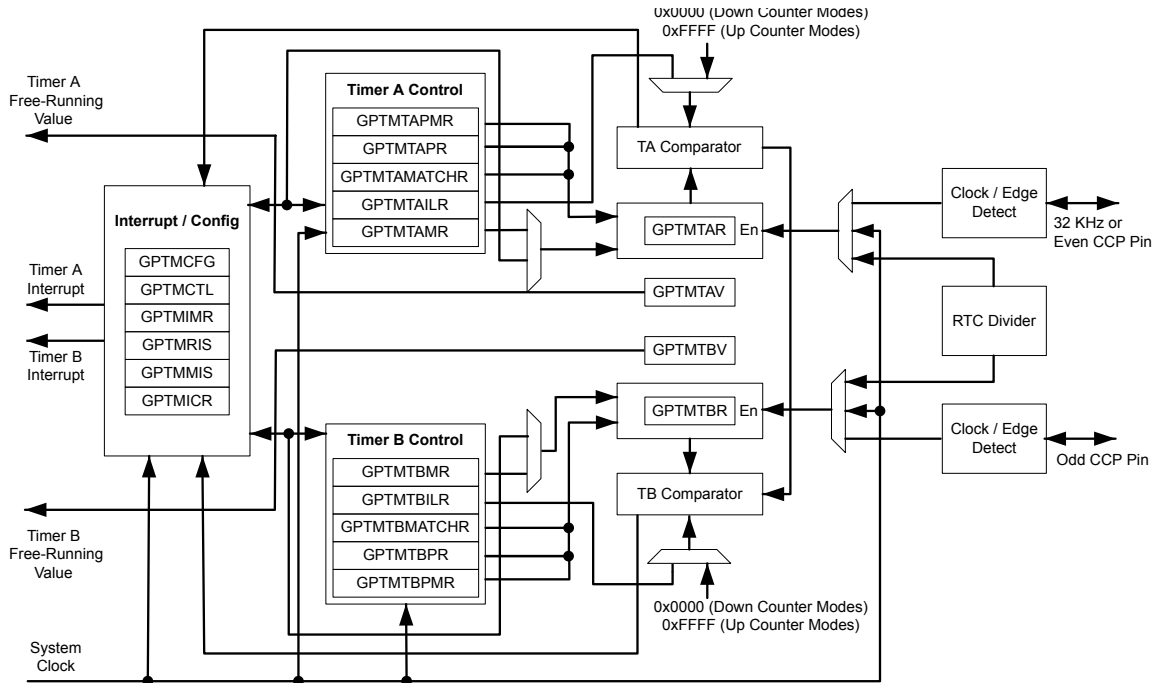 0x0000 (Down Counter Modes)
0xFFFF (Up Counter Modes)
Timer A
Free-Running
Value
Timer A Control
GPTMTAPMR
GPTMTAPR
GPTMTAMATCHR
GPTMTAILR
GPTMTAMR
TA Comparator
GPTMTAR
En
Clock / Edge
Detect
32 KHz or
Even CCP Pin
Interrupt / Config
GPTMCFG
GPTMCTL
GPTMIMR
GPTMRIS
GPTMMIS
GPTMICR
Timer A
Interrupt
Timer B
Interrupt
GPTMTAV
RTC Divider
GPTMTBV
GPTMTBR
En
Clock / Edge
Detect
Odd CCP Pin
Timer B Control
GPTMTBMR
GPTMTBILR
GPTMTBMATCHR
GPTMTBPR
GPTMTBPMR
TB Comparator
Timer B
Free-Running
Value
0x0000 (Down Counter Modes)
0xFFFF (Up Counter Modes)
System
Clock